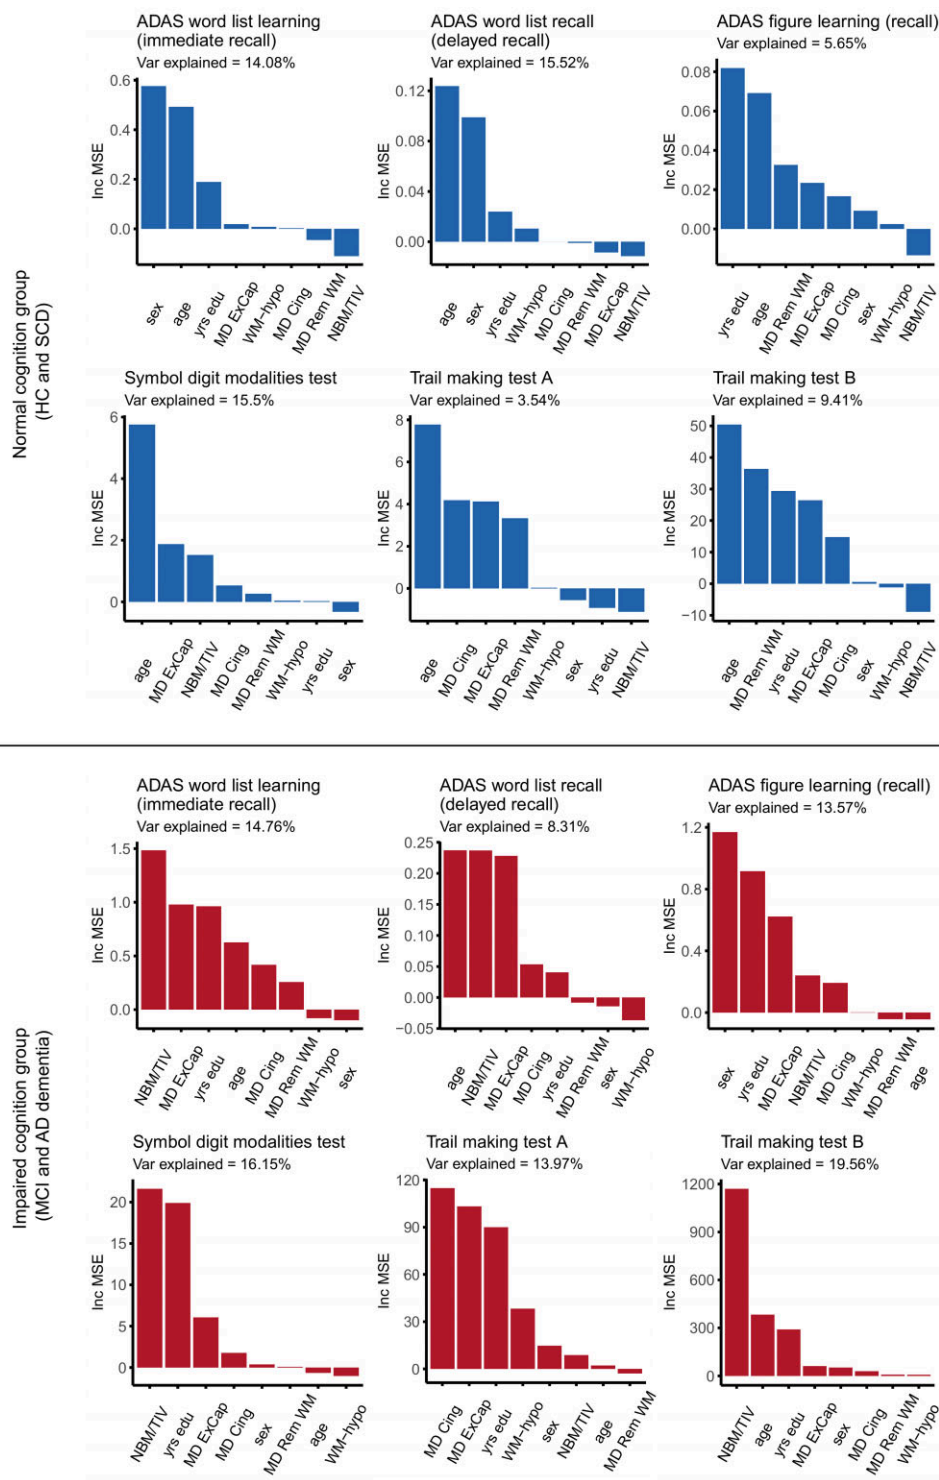 Normal cognition group
(HC and SCD)
ADAS word list learning
(immediate recall)
Var explained = 14.08%
Inc MSE
0.6
0.4
0.2
0.0
sex
age
yrs edu
MD ExCap
WM-hypo
MD Cing
MD Rem WM
NBM/TIV
ADAS word list recall
(delayed recall)
Var explained = 15.52%
Inc MSE
0.12
0.08
0.04
0.00
age
sex
yrs edu
WM-hypo
MD Cing
MD Rem WM
MD ExCap
NBM/TIV
ADAS figure learning (recall)
Var explained = 5.65%
Inc MSE
0.08
0.06
0.04
0.02
0.00
yrs edu
age
MD Rem WM
MD ExCap
MD Cing
sex
WM-hypo
NBM/TIV
Symbol digit modalities test
Var explained = 15.5%
Inc MSE
6
4
2
0
age
MD ExCap
NBM/TIV
MD Cing
MD Rem WM
WM-hypo
yrs edu
sex
Trail making test A
Var explained = 3.54%
Inc MSE
8
6
4
2
0
age
MD Cing
MD ExCap
MD Rem WM
WM-hypo
sex
yrs edu
NBM/TIV
Trail making test B
Var explained = 9.41%
Inc MSE
50
40
30
20
10
0
−10
age
MD Rem WM
yrs edu
MD ExCap
MD Cing
sex
WM-hypo
NBM/TIV
Impaired cognition group
(MCI and AD dementia)
ADAS word list learning
(immediate recall)
Var explained = 14.76%
Inc MSE
1.5
1.0
0.5
0.0
NBM/TIV
MD ExCap
yrs edu
age
MD Cing
MD Rem WM
WM-hypo
sex
ADAS word list recall
(delayed recall)
Var explained = 8.31%
Inc MSE
0.25
0.20
0.15
0.10
0.05
0.00
−0.05
age
NBM/TIV
MD ExCap
MD Cing
yrs edu
MD Rem WM
sex
WM-hypo
ADAS figure learning (recall)
Var explained = 13.57%
Inc MSE
1.2
0.8
0.4
0.0
sex
yrs edu
MD ExCap
NBM/TIV
MD Cing
WM-hypo
MD Rem WM
age
Symbol digit modalities test
Var explained = 16.15%
Inc MSE
20
15
10
5
0
NBM/TIV
yrs edu
MD ExCap
MD Cing
sex
MD Rem WM
age
WM-hypo
Trail making test A
Var explained = 13.97%
Inc MSE
120
90
60
30
0
MD Cing
MD ExCap
yrs edu
WM-hypo
sex
NBM/TIV
age
MD Rem WM
Trail making test B
Var explained = 19.56%
Inc MSE
1200
900
600
300
0
NBM/TIV
age
yrs edu
MD ExCap
sex
MD Cing
MD Rem WM
WM-hypo